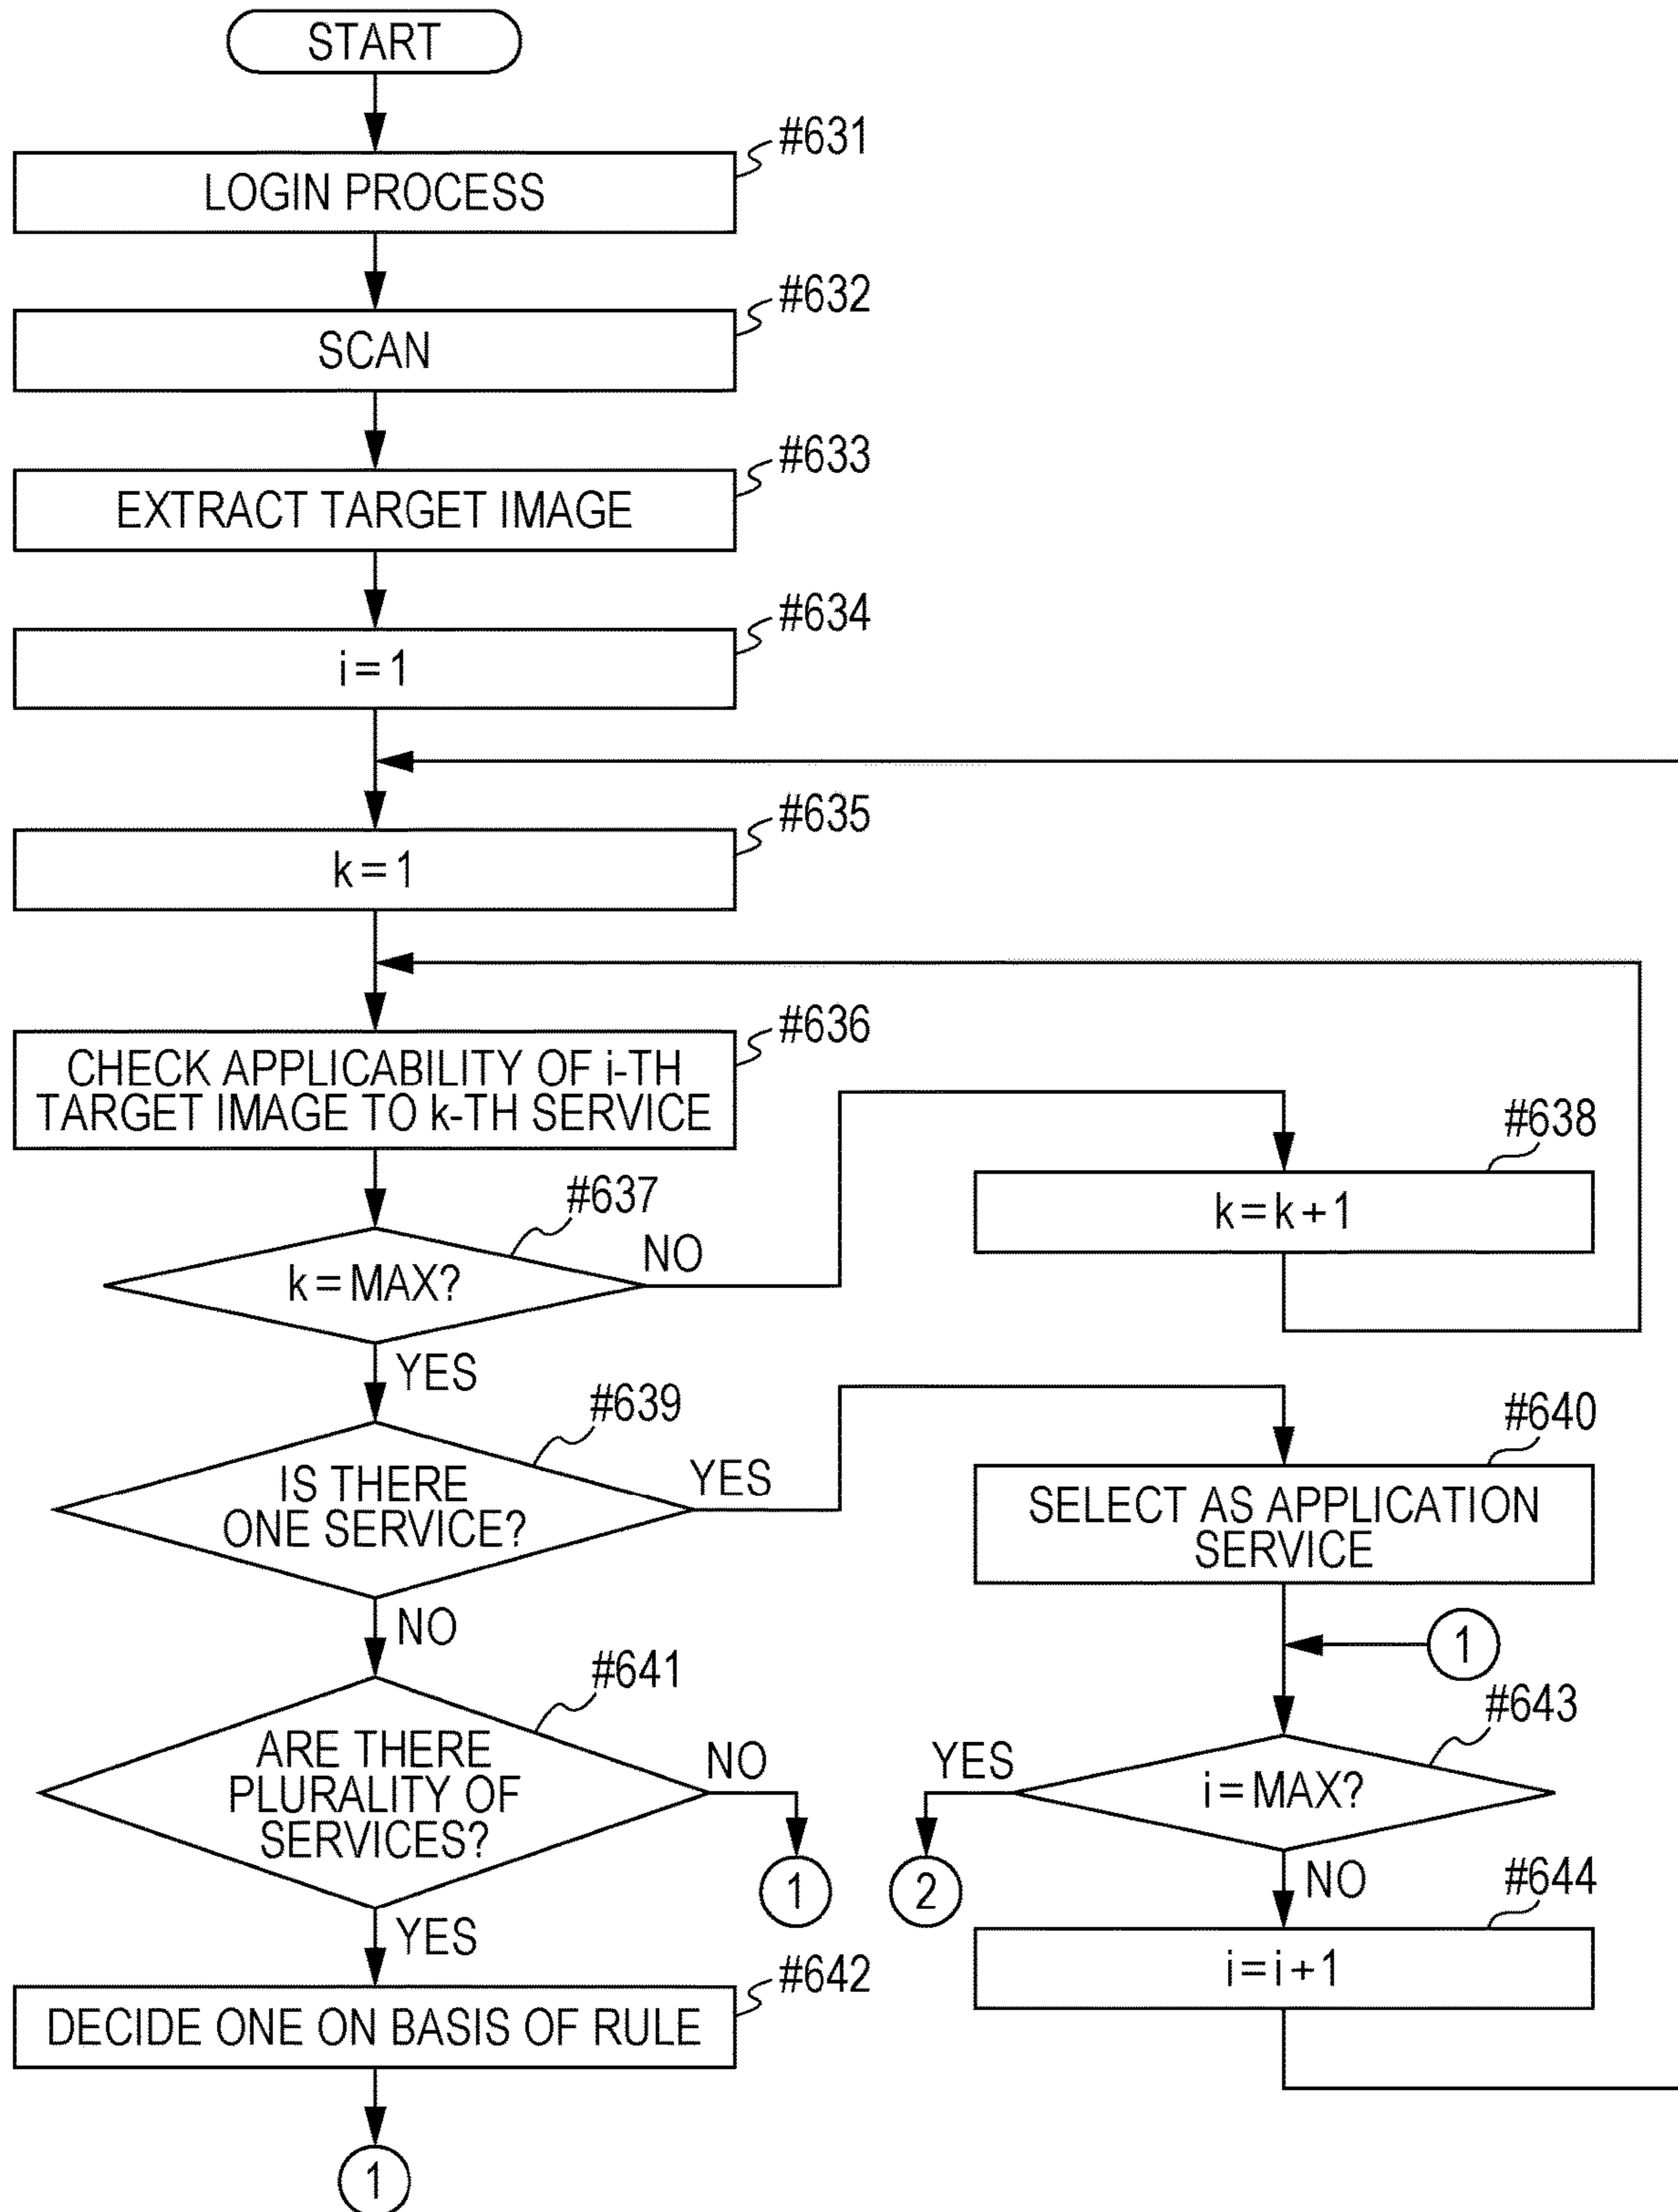 START
#631
LOGIN PROCESS
#632
SCAN
#633
EXTRACT TARGET IMAGE
#634
i=1
#635
k=1
#636
CHECK APPLICABILITY OF i-TH
TARGET IMAGE TO k-TH SERVICE
#637
k=MAX?
NO
YES
#638
k=k+1
#639
IS THERE
ONE SERVICE?
YES
NO
#640
SELECT AS APPLICATION
SERVICE
1
#641
ARE THERE
PLURALITY OF
SERVICES?
NO
1
YES
#643
i=MAX?
YES
2
NO
#644
i=i+1
#642
DECIDE ONE ON BASIS OF RULE
1